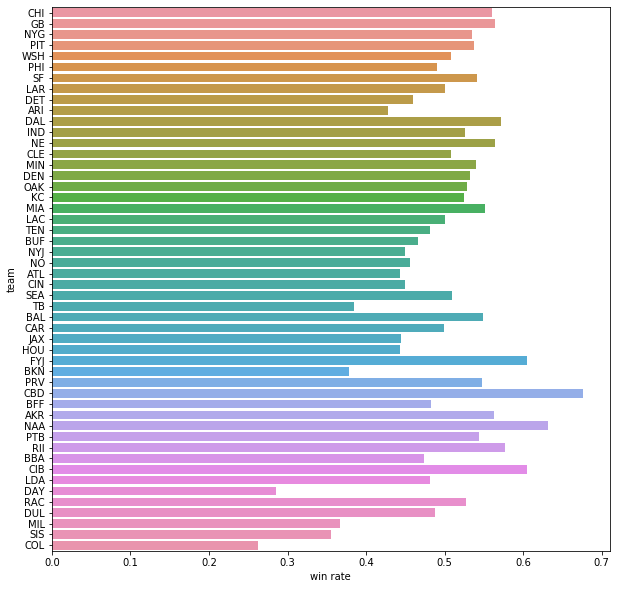 CHI
GB
NYG
PIT
WSH
PHI
SF
LAR
DET
ARI
DAL
IND
NE
CLE
MIN
DEN
OAK
KC
MIA
LAC
TEN
BUF
NYJ
NO
ATL
CIN
SEA
TB
BAL
CAR
JAX
HOU
FYJ
BKN
PRV
CBD
BFF
AKR
NAA
PTB
RII
BBA
CIB
LDA
DAY
RAC
DUL
MIL
SIS
COL
team
0.0 0.1 0.2 0.3 0.4 0.5 0.6 0.7
win rate